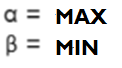 α = MAX
β = MIN